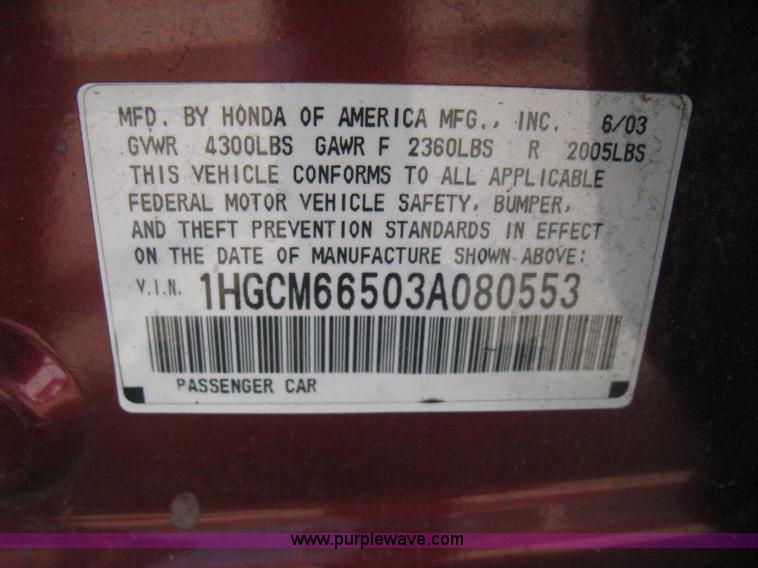 MFD. BY HONDA OF AMERICA MFG., INC. 6/03
GVWR 4300LBS GAWR F 2360LBS R 2005LBS
THIS VEHICLE CONFORMS TO ALL APPLICABLE
FEDERAL MOTOR VEHICLE SAFETY, BUMPER,
AND THEFT PREVENTION STANDARDS IN EFFECT
ON THE DATE OF MANUFACTURE SHOWN ABOVE:
V.I.N. 1HGCM66503A080553
PASSENGER CAR
www.purplewave.com